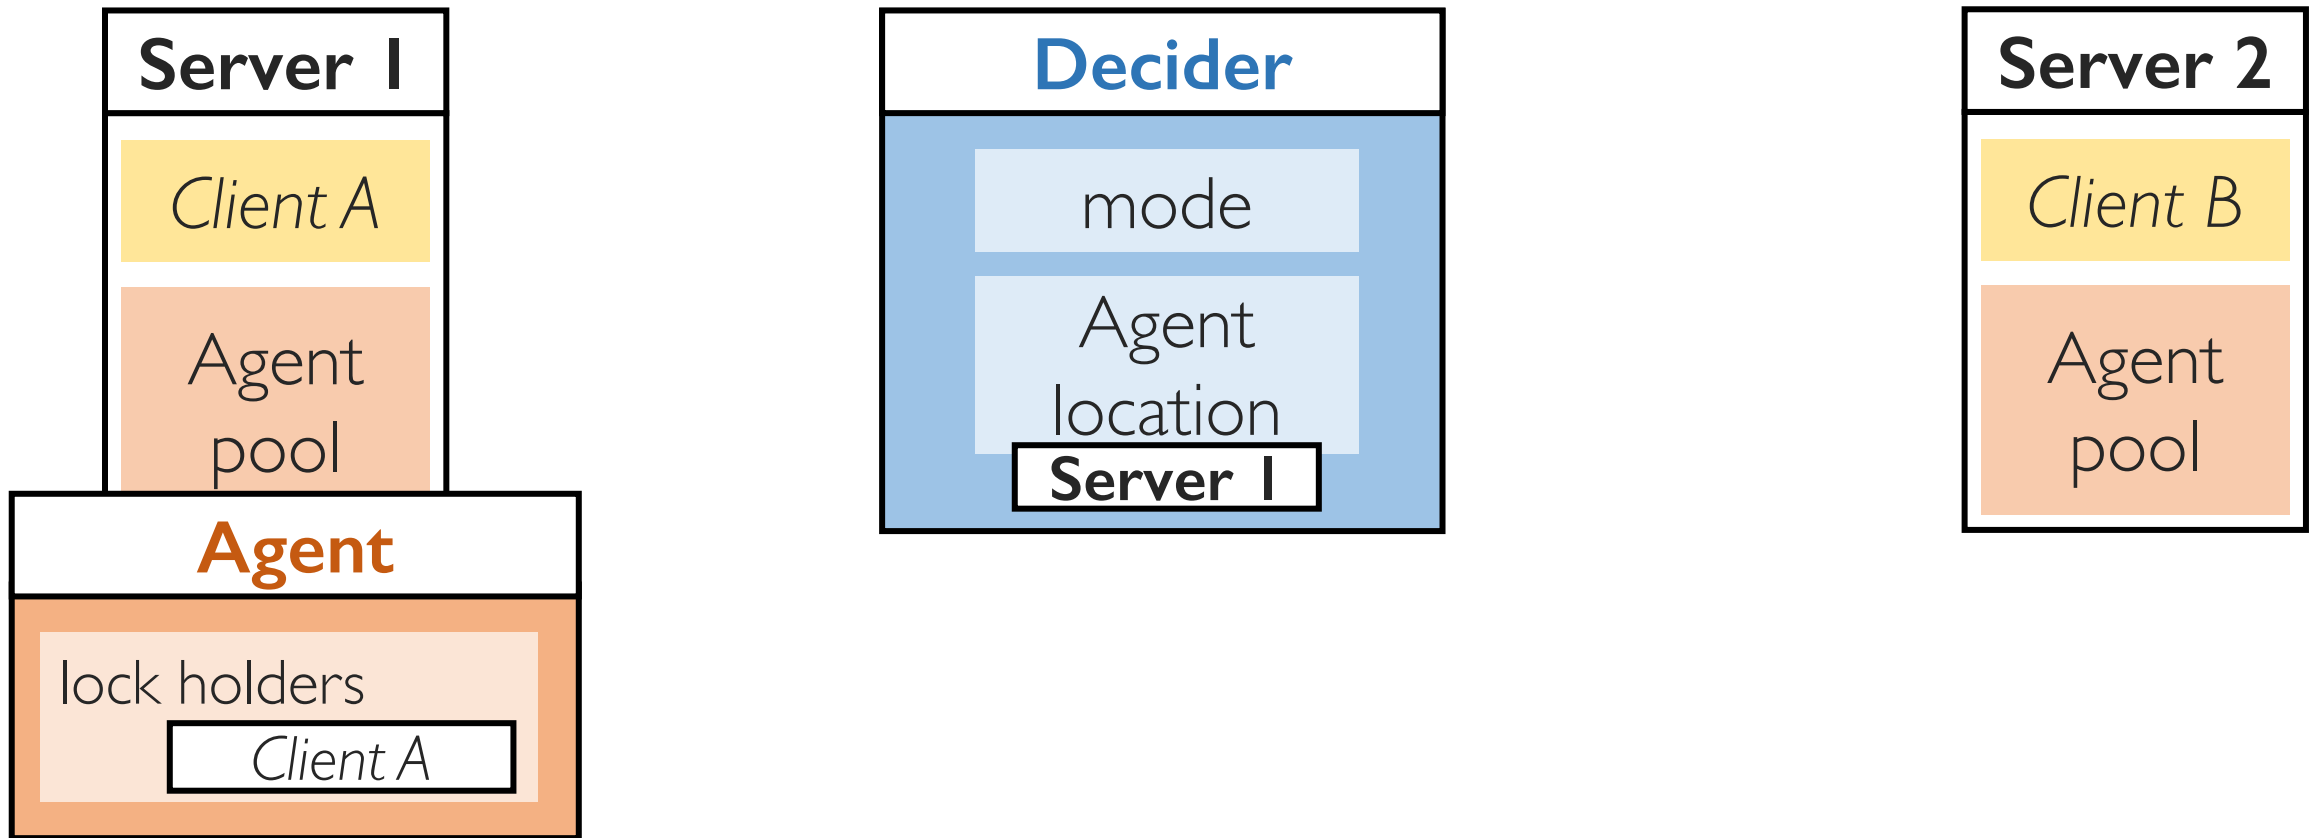 Server 1
Client A
Agent
pool
Agent
lock holders
Client A
Decider
mode
Agent
location
Server 1
Server 2
Client B
Agent
pool